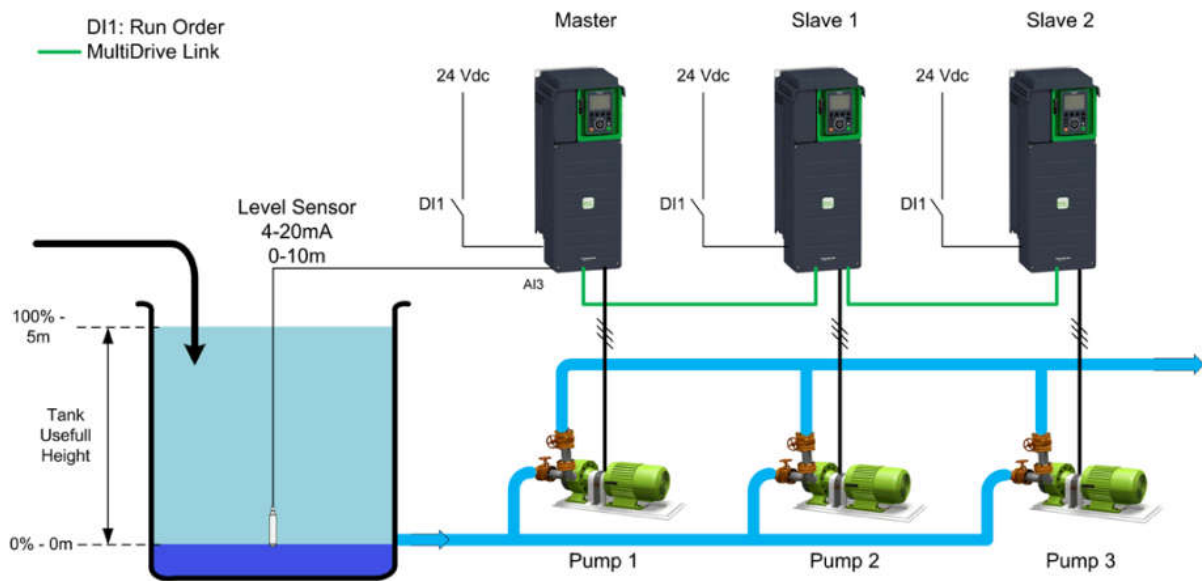 DI1: Run Order
MultiDrive Link
Master
Slave 1
Slave 2
24 Vdc
24 Vdc
24 Vdc
DI1
DI1
DI1
Level Sensor
4-20mA
0-10m
AI3
100% -
5m
Tank
Usefull
Height
0% - 0m
Pump 1
Pump 2
Pump 3